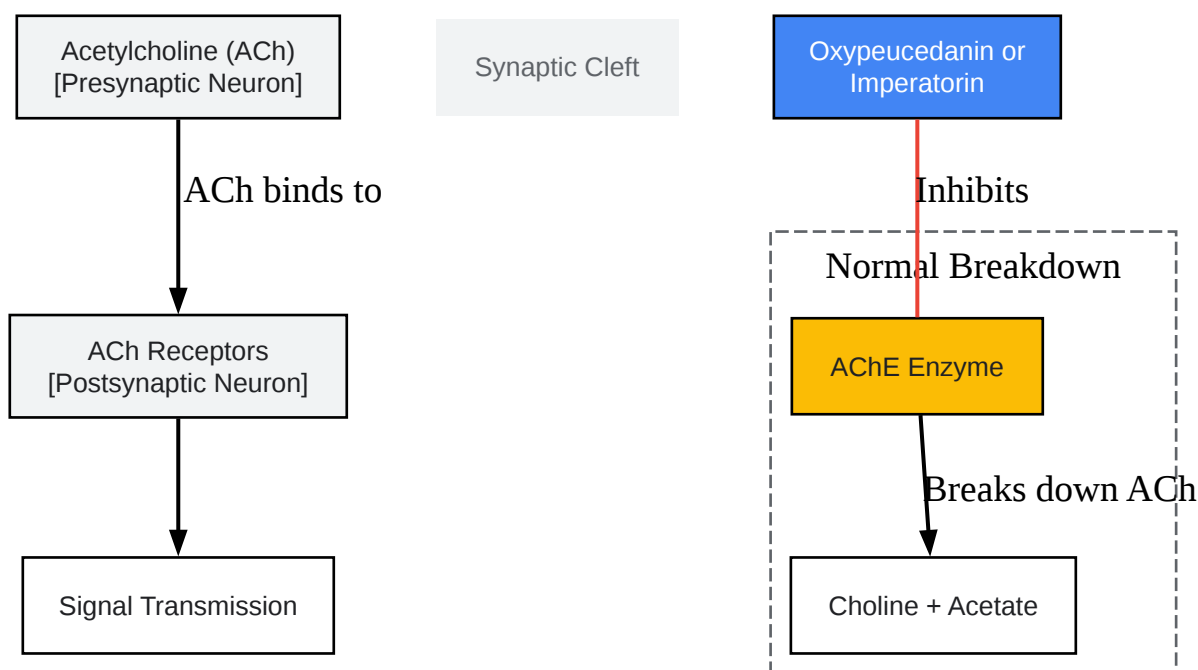 Acetylcholine (ACh)
[Presynaptic Neuron]
Synaptic Cleft
Oxypeucedanin or
Imperatorin
ACh binds to
Inhibits
Normal Breakdown
ACh Receptors
[Postsynaptic Neuron]
AChE Enzyme
Breaks down ACh
Signal Transmission
Choline + Acetate